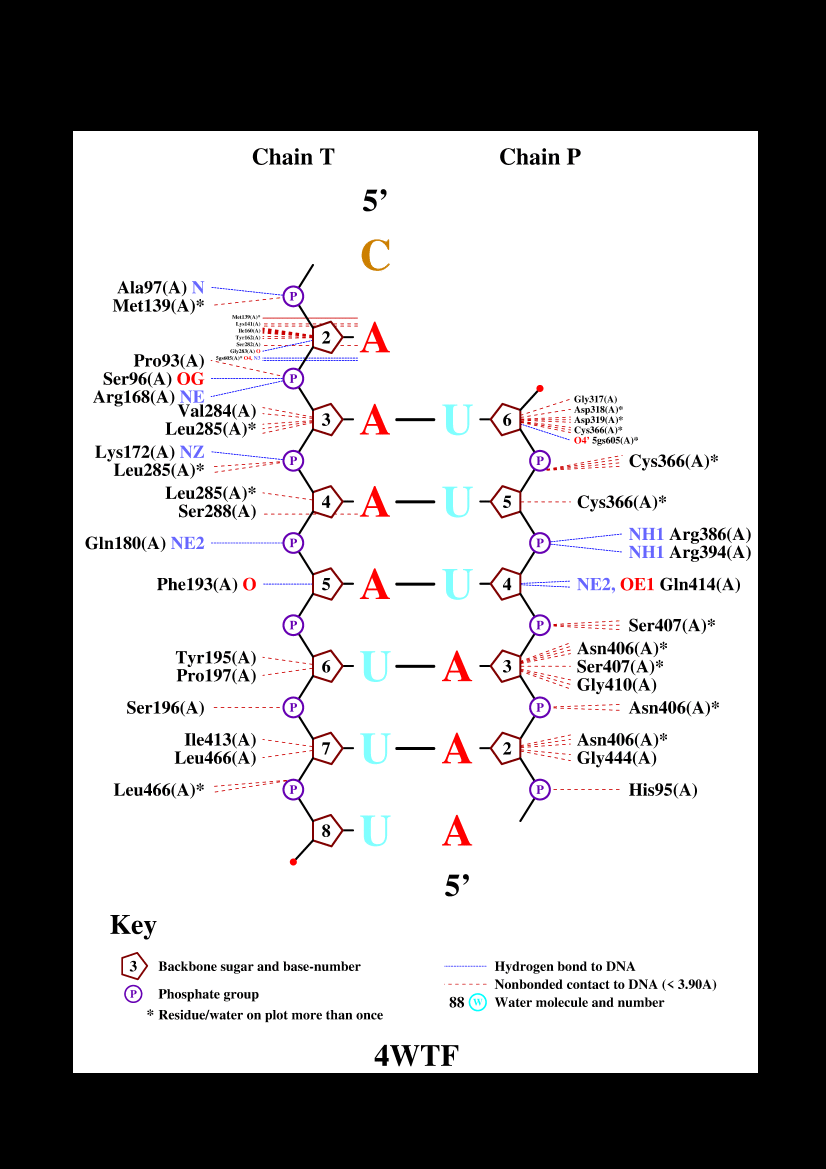 Chain T Chain P
5’
C
Ala97(A) N
P
Met139(A)*
Met139(A)*
Lys141(A)
Ile160(A)
2 A
Tyr162(A)
Ser282(A)
Gly283(A) O
5gs605(A)* O4, N3
Pro93(A)
Ser96(A) OG P
Arg168(A) NE
Gly317(A)
Val284(A)
Asp318(A)*
3 A U 6
Asp319(A)*
Leu285(A)*
Cys366(A)*
O4’ 5gs605(A)*
Lys172(A) NZ
P P Cys366(A)*
Leu285(A)*
Leu285(A)*
4 A U 5 Cys366(A)*
Ser288(A)
NH1 Arg386(A)
Gln180(A) NE2 P P
NH1 Arg394(A)
Phe193(A) O 5 A U 4 NE2, OE1 Gln414(A)
P P Ser407(A)*
Asn406(A)*
Tyr195(A)
6 U A 3 Ser407(A)*
Pro197(A)
Gly410(A)
Ser196(A) P P Asn406(A)*
Ile413(A) Asn406(A)*
7 U A 2
Leu466(A) Gly444(A)
Leu466(A)* P P His95(A)
8 U A
5’
Key
3 Backbone sugar and base-number
Hydrogen bond to DNA
Nonbonded contact to DNA (< 3.90A)
P Phosphate group
88 W Water molecule and number
* Residue/water on plot more than once
4WTF